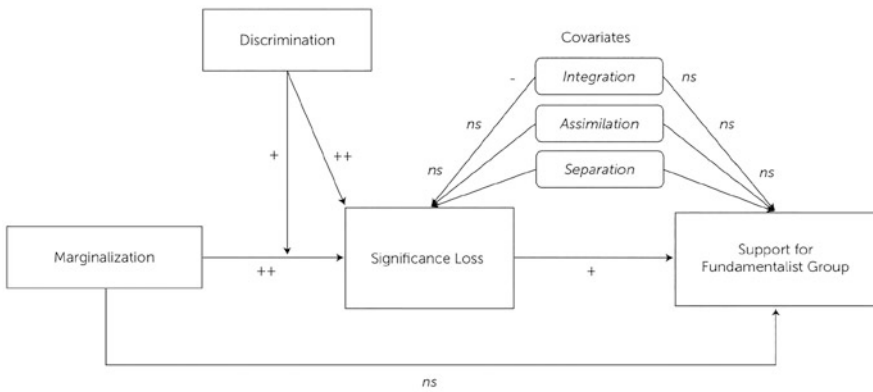 Discrimination
Covariates
-
Integration
ns
+
++
ns
Assimilation
ns
ns
Separation
ns
Marginalization
++
Significance Loss
+
Support for
Fundamentalist Group
ns